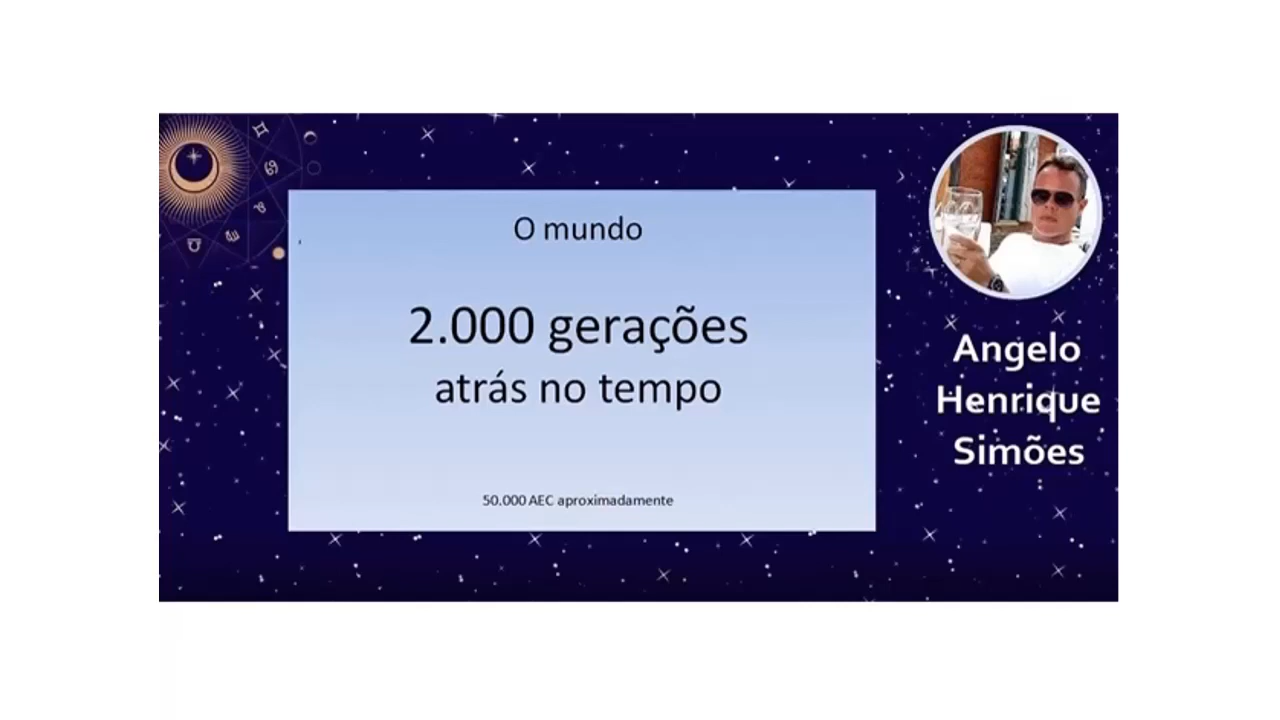 O mundo
2.000 gerações
atrás no tempo
50.000 AEC aproximadamente
Angelo
Henrique
Simões